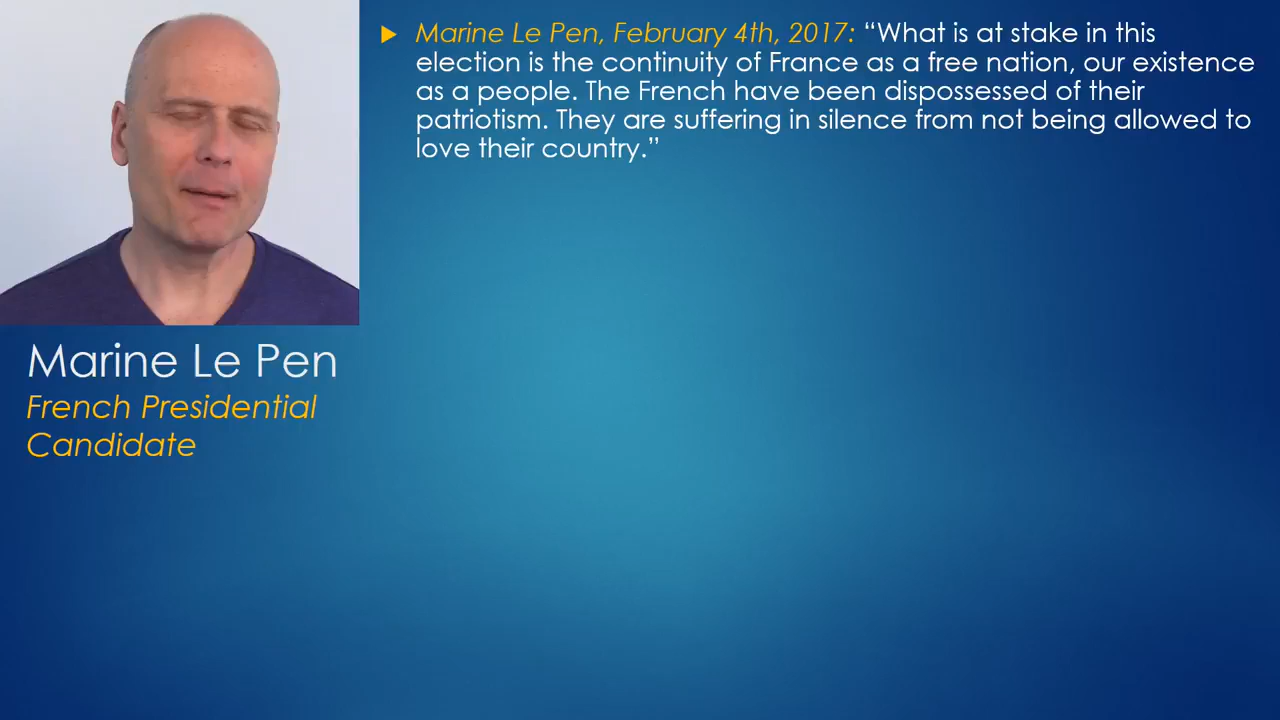 Marine Le Pen, February 4th, 2017: “What is at stake in this
election is the continuity of France as a free nation, our existence
as a people. The French have been dispossessed of their
patriotism. They are suffering in silence from not being allowed to
love their country.”
Marine Le Pen
French Presidential
Candidate